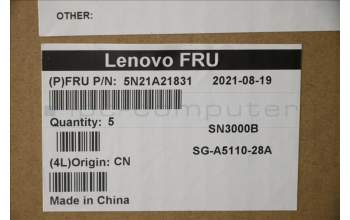 OTHER:
Lenovo FRU
(P)FRU P/N: 5N21A21831 2021-08-19
Quantity: 5 SN3000B
SG-A5110-28A
(4L)Origin: CN
Made in China